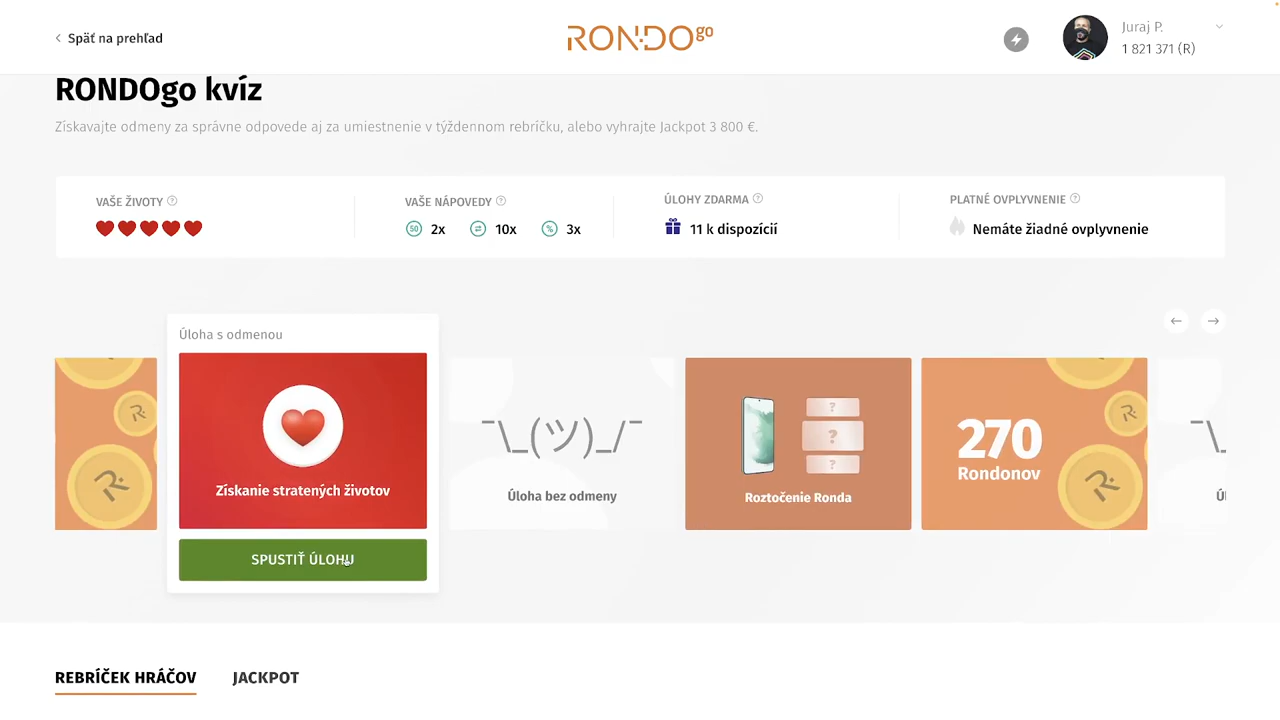 Späť na prehľad
RONDOgo
Juraj P.
1 821 371 (R)
RONDOgo kvíz
Získavajte odmeny za správne odpovede aj za umiestnenie v týždennom rebríčku, alebo vyhrajte Jackpot 3 800 €.
VAŠE ŽIVOTY ?
VAŠE NÁPOVEDY ?
50 2x
10x
% 3x
ÚLOHY ZDARMA ?
11 k dispozícii
PLATNÉ OVPLYVNENIE ?
Nemáte žiadné ovplyvnenie
Úloha s odmenou
Získanie stratených životov
SPUSTIŤ ÚLOHU
¯\_(ツ)_/¯
Úloha bez odmeny
?
?
?
Roztočenie Ronda
270
Rondonov
¯\_
Úl
REBRÍČEK HRÁČOV
JACKPOT